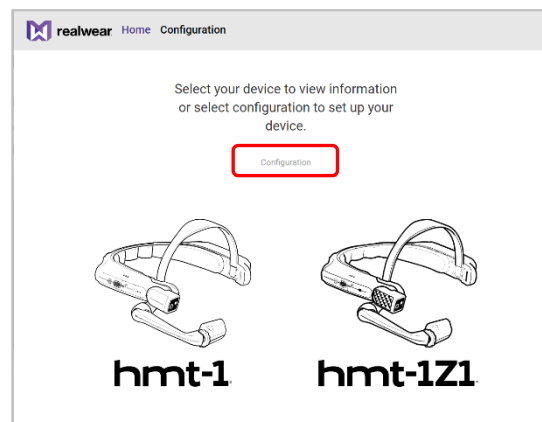 realwear Home Configuration
Select your device to view information
or select configuration to set up your
device.
Configuration
hmt-1 hmt-1Z1